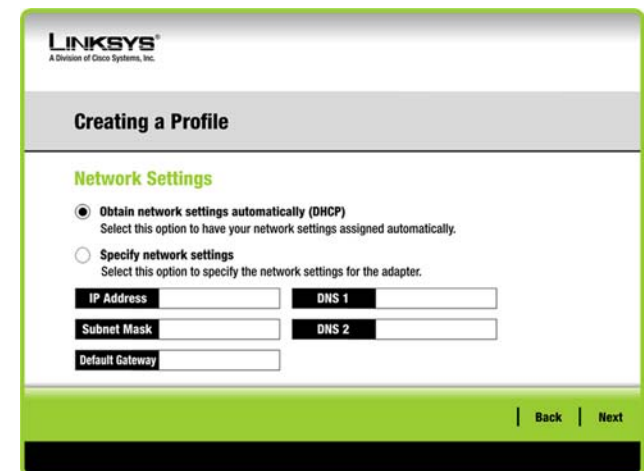 LINKSYS®
A Division of Cisco Systems, Inc.
Creating a Profile
Network Settings
Obtain network settings automatically (DHCP)
Select this option to have your network settings assigned automatically.
Specify network settings
Select this option to specify the network settings for the adapter.
IP Address DNS 1
Subnet Mask DNS 2
Default Gateway
Back Next